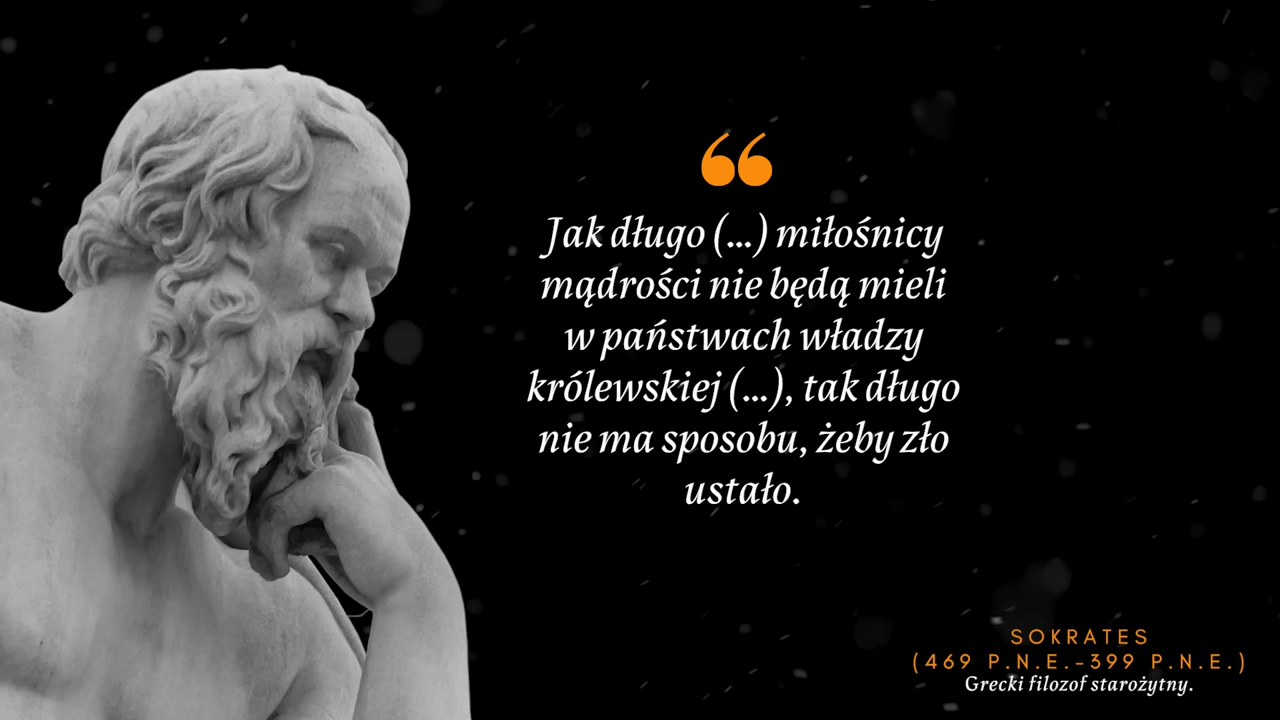 “
Jak długo (...) miłośnicy
mądrości nie będą mieli
w państwach władzy
królewskiej (...), tak długo
nie ma sposobu, żeby zło
ustało.
SOKRATES
(469 P.N.E.-399 P.N.E.)
Grecki filozof starożytny.